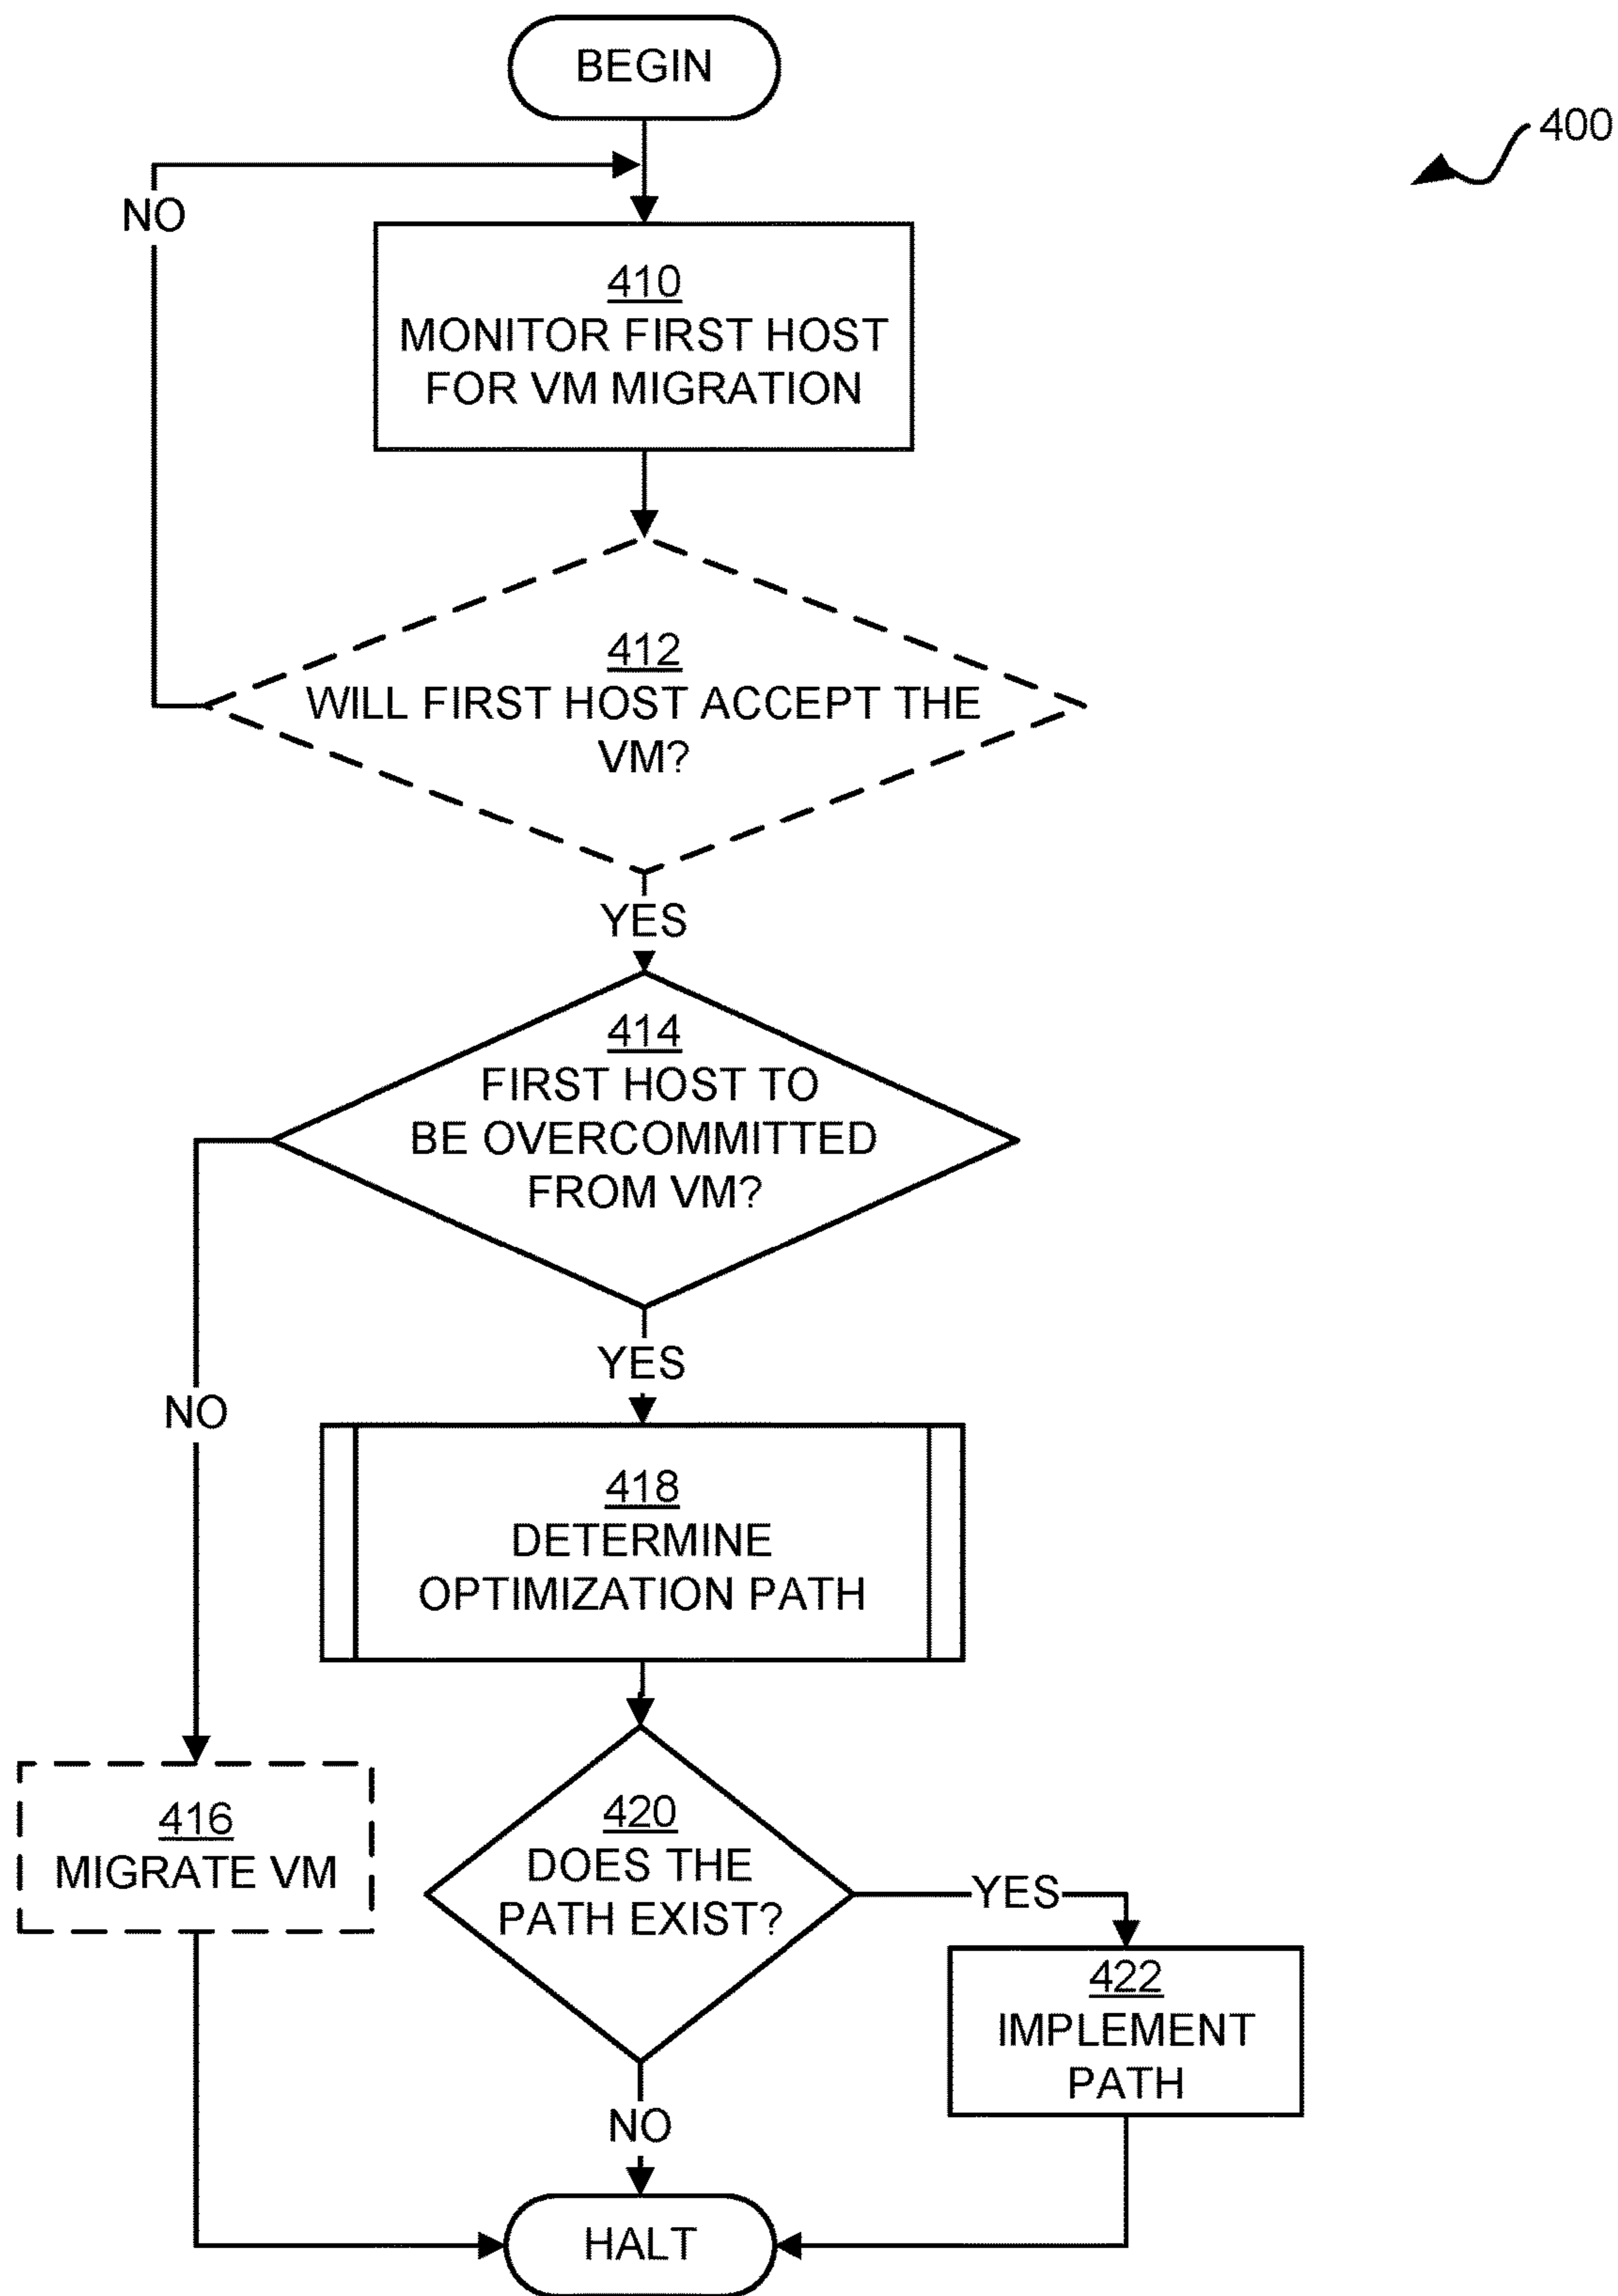 BEGIN
400
NO
410
MONITOR FIRST HOST
FOR VM MIGRATION
412
WILL FIRST HOST ACCEPT THE
VM?
YES
414
FIRST HOST TO
BE OVERCOMMITTED
FROM VM?
YES
NO
418
DETERMINE
OPTIMIZATION PATH
416
MIGRATE VM
420
DOES THE
PATH EXIST?
YES
422
IMPLEMENT
PATH
NO
HALT